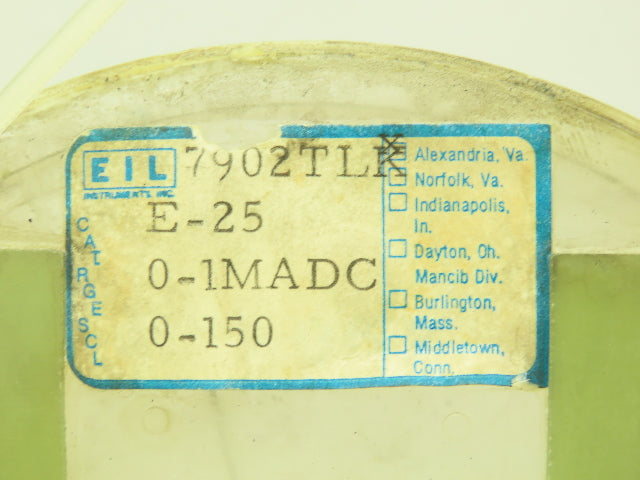 EIL
INSTRUMENTS, INC.
7902TLK
E-25
0-1MADC
0-150
CAT
RGE
SCL
Alexandria, Va.
Norfolk, Va.
Indianapolis,
In.
Dayton, Oh.
Mancib Div.
Burlington,
Mass.
Middletown,
Conn.